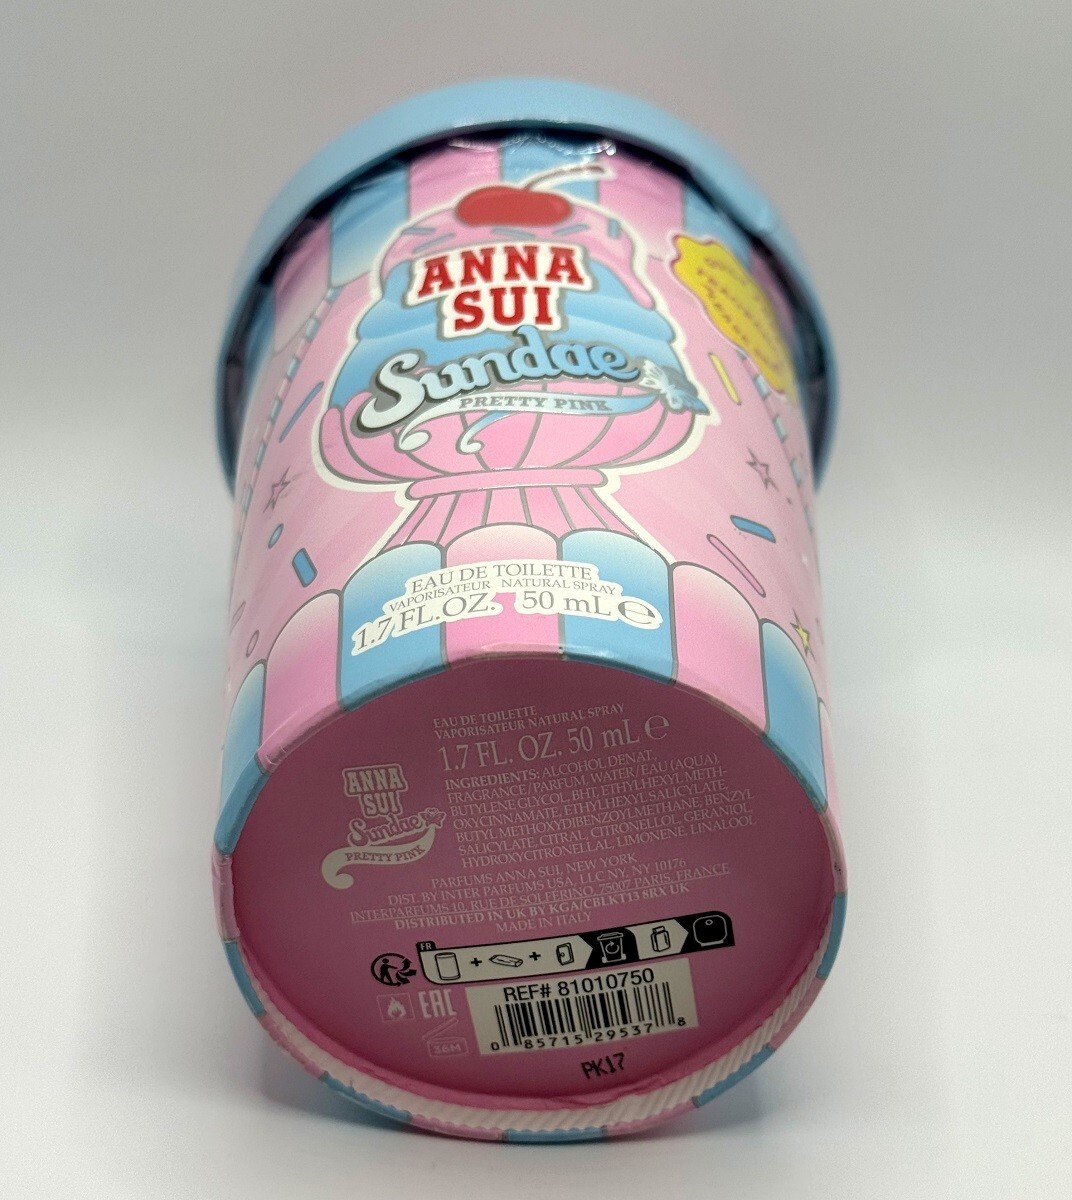 ANNA
SUI
Sundae
PRETTY PINK
EAU DE TOILETTE
VAPORISATEUR NATURAL SPRAY
1.7 FL.OZ. 50 mL ℮
EAU DE TOILETTE
VAPORISATEUR NATURAL SPRAY
1.7 FL. OZ. 50 mL ℮
ANNA
SUI
Sundae
PRETTY PINK
INGREDIENTS: ALCOHOL DENAT.,
FRAGRANCE/PARFUM, WATER/EAU (AQUA),
BUTYLENE GLYCOL, BHT, ETHYLHEXYL METH-
OXYCINNAMATE, ETHYLHEXYL SALICYLATE,
BUTYL METHOXYDIBENZOYLMETHANE, BENZYL
SALICYLATE, CITRAL, CITRONELLOL, GERANIOL,
HYDROXYCITRONELLAL, LIMONENE, LINALOOL
PARFUMS ANNA SUI, NEW YORK
DIST. BY INTER PARFUMS USA, LLC NY, NY 10176
INTERPARFUMS 10, RUE DE SOLFERINO, 75007 PARIS, FRANCE
DISTRIBUTED IN UK BY KGA/CBLKT13 8RX UK
MADE IN ITALY
FR
+ +
EAC
36M
REF# 81010750
0 85715 29537 8
PK17